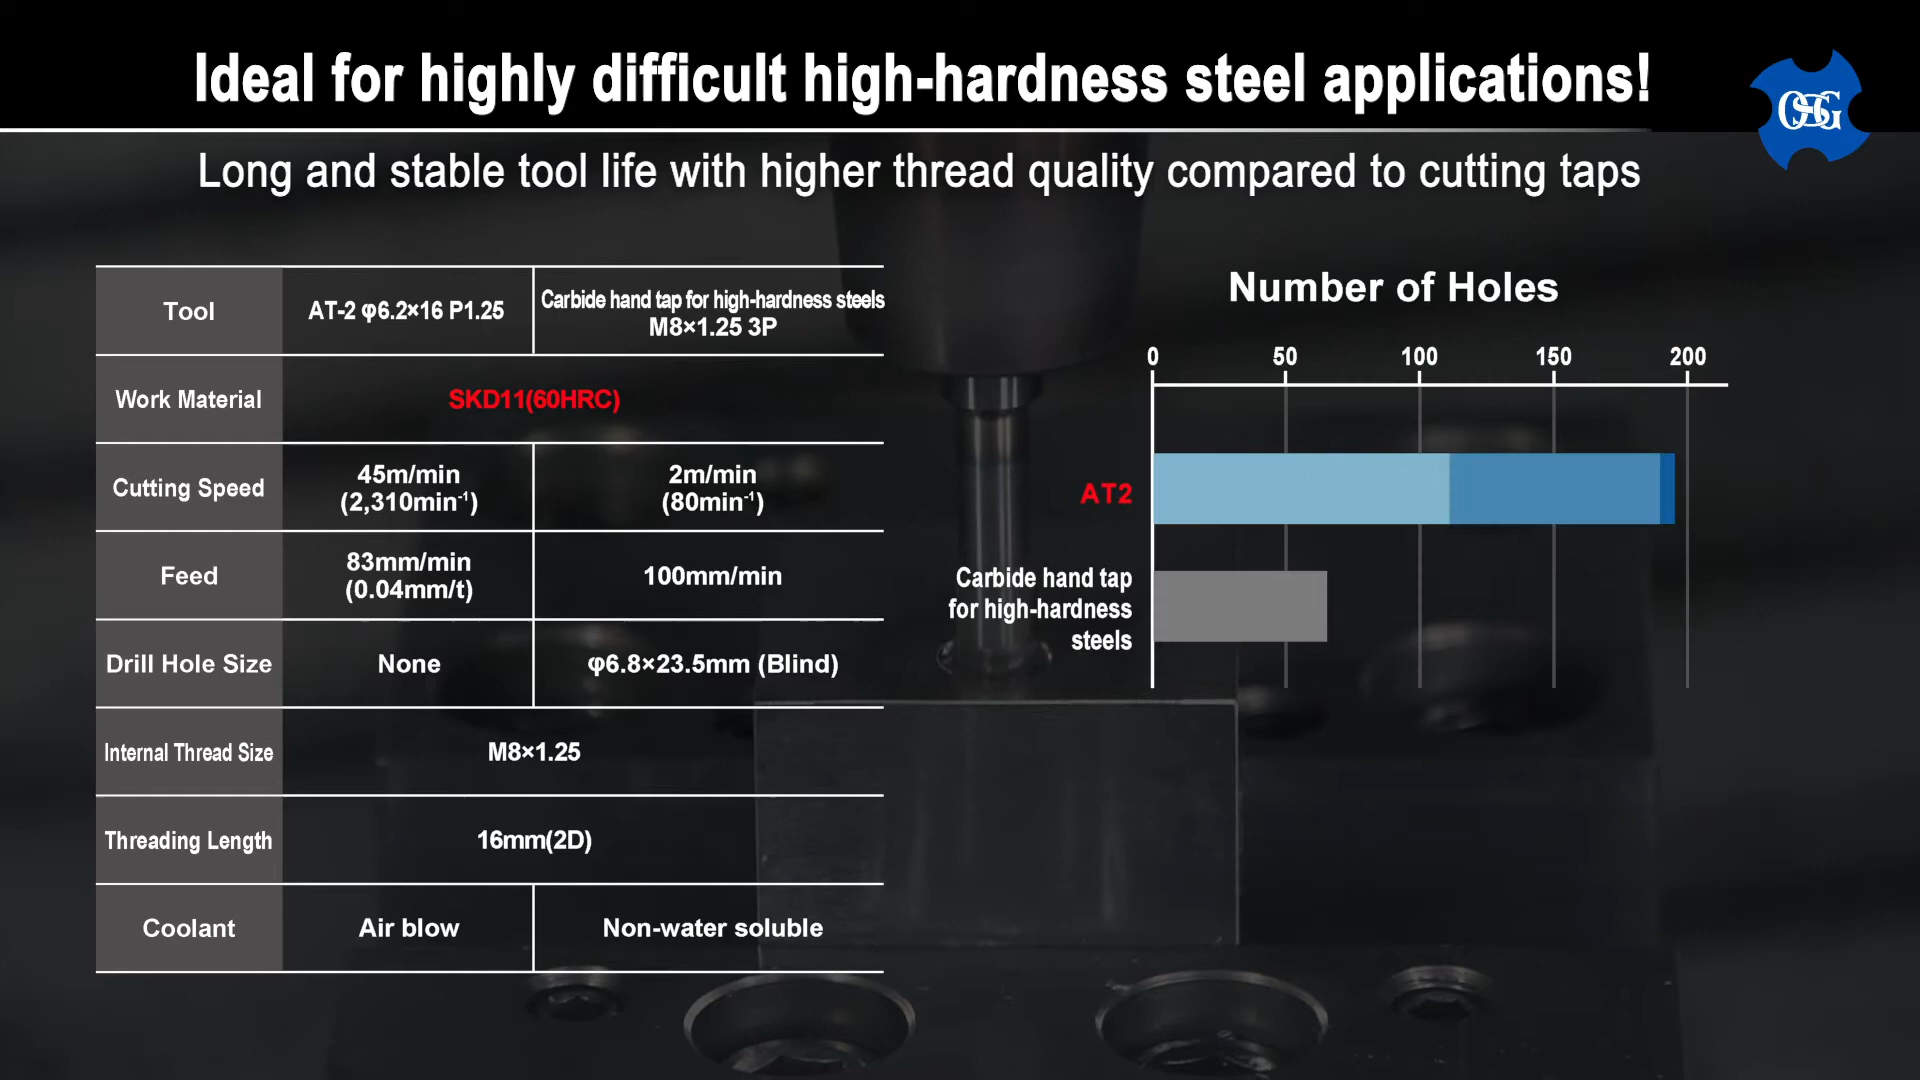 Ideal for highly difficult high-hardness steel applications!
OSG
Long and stable tool life with higher thread quality compared to cutting taps
Tool
AT-2 φ6.2×16 P1.25
Carbide hand tap for high-hardness steels
M8×1.25 3P
Work Material
SKD11(60HRC)
Cutting Speed
45m/min
(2,310min⁻¹)
2m/min
(80min⁻¹)
Feed
83mm/min
(0.04mm/t)
100mm/min
Drill Hole Size
None
φ6.8×23.5mm (Blind)
Internal Thread Size
M8×1.25
Threading Length
16mm(2D)
Coolant
Air blow
Non-water soluble
Number of Holes
0 50 100 150 200
AT2
Carbide hand tap
for high-hardness
steels